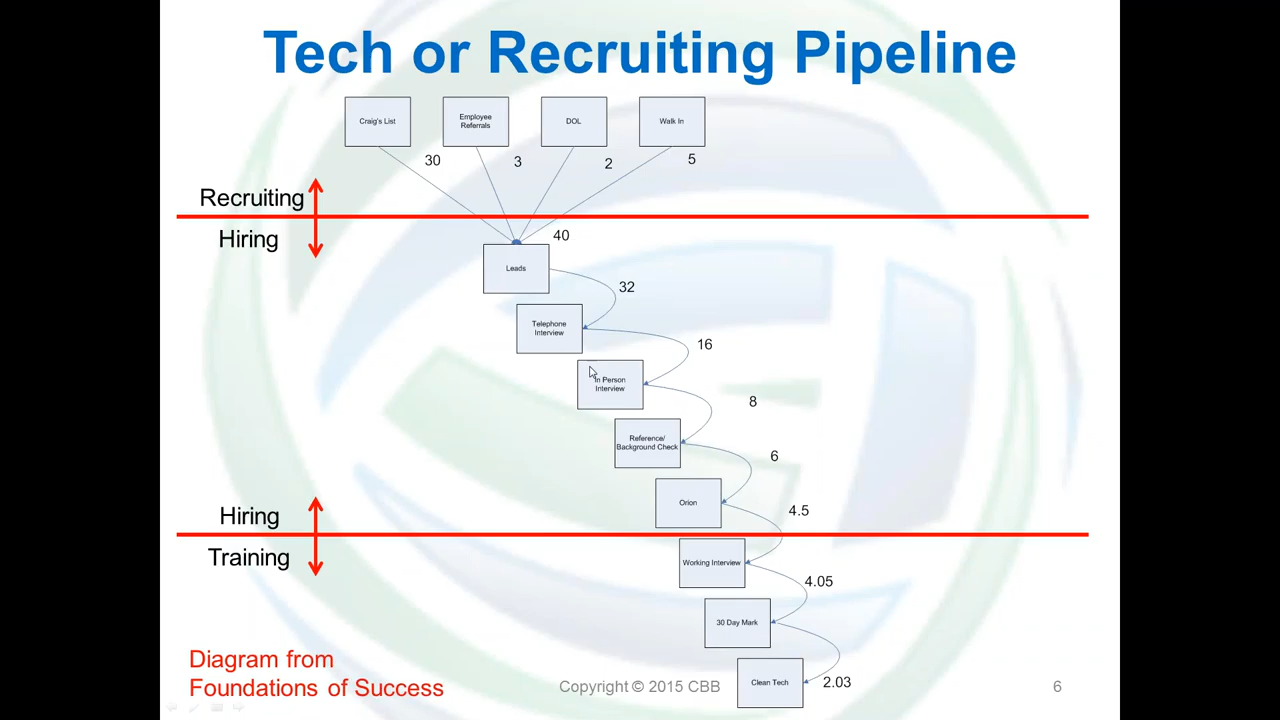 Tech or Recruiting Pipeline
Craig's List
Employee
Referrals
DOL
Walk In
30
3
2
5
Recruiting
Hiring
40
Leads
32
Telephone
Interview
16
In Person
Interview
8
Reference/
Background Check
6
Orion
4.5
Hiring
Training
Working Interview
4.05
30 Day Mark
2.03
Clean Tech
Diagram from
Foundations of Success
Copyright © 2015 CBB
6